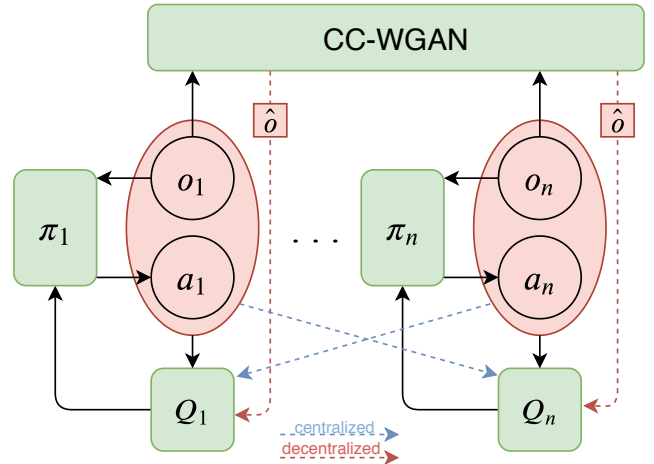 CC-WGAN
ô ô
o₁ oₙ
π₁ πₙ
. . .
a₁ aₙ
Q₁ Qₙ
centralized
decentralized